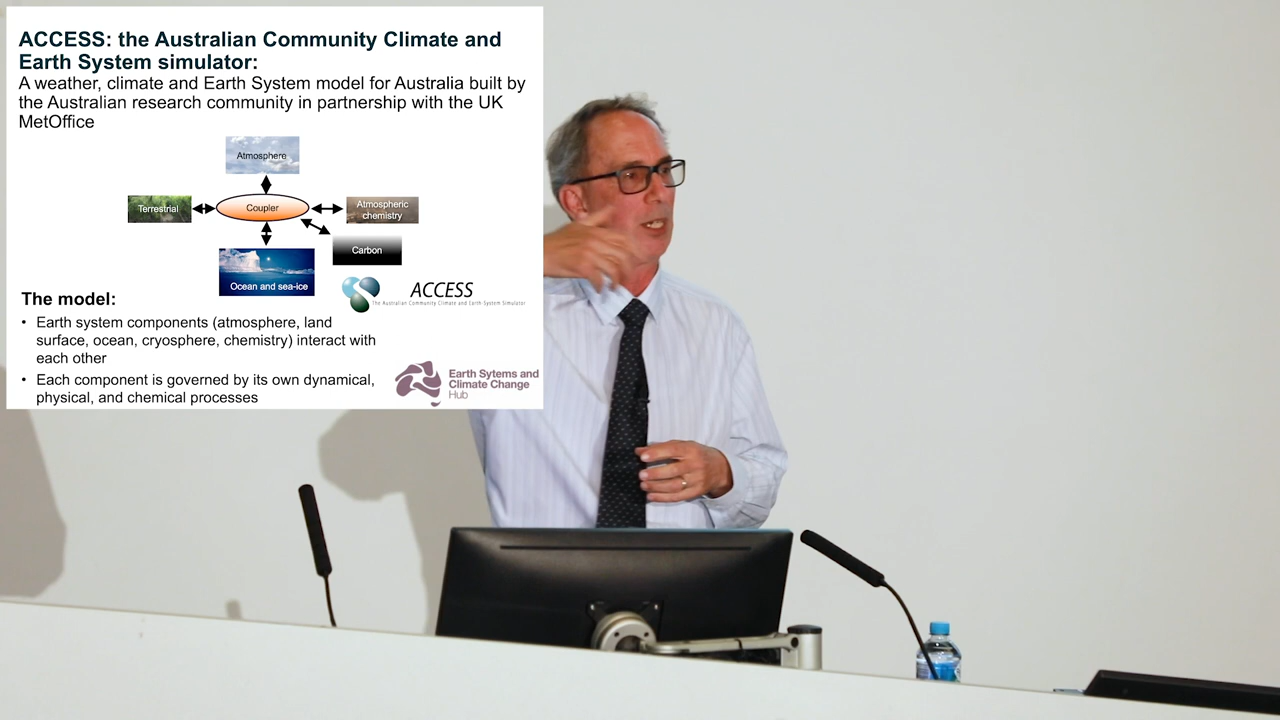 ACCESS: the Australian Community Climate and
Earth System simulator:
A weather, climate and Earth System model for Australia built by
the Australian research community in partnership with the UK
MetOffice
Atmosphere
Terrestrial
Coupler
Atmospheric
chemistry
Carbon
Ocean and sea-ice
ACCESS
The Australian Community Climate and Earth System Simulator
The model:
• Earth system components (atmosphere, land
surface, ocean, cryosphere, chemistry) interact with
each other
• Each component is governed by its own dynamical,
physical, and chemical processes
Earth Sytems and
Climate Change
Hub